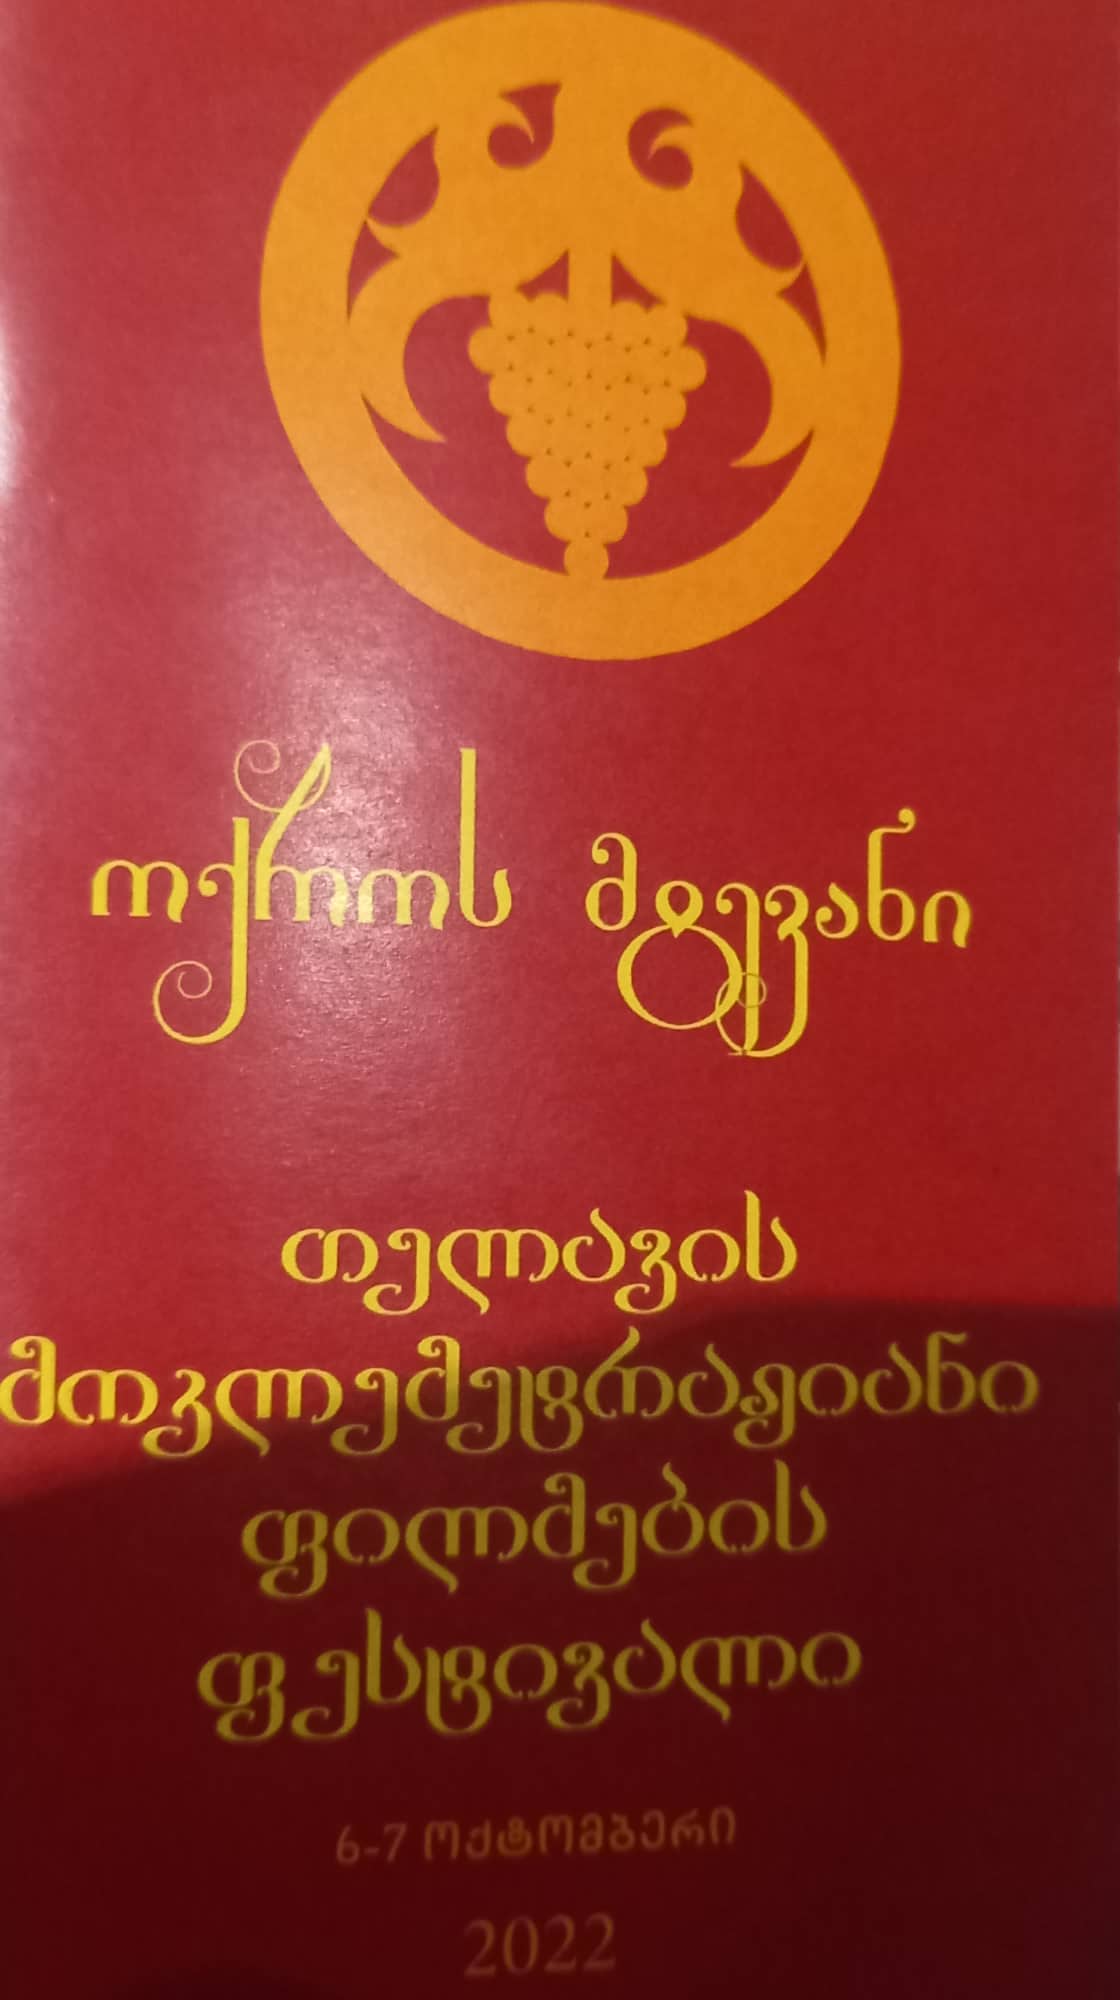 ოქროს მტევანი
თელავის
მოკლემეტრაჟიანი
ფილმების
ფესტივალი
6-7 ოქტომბერი
2022